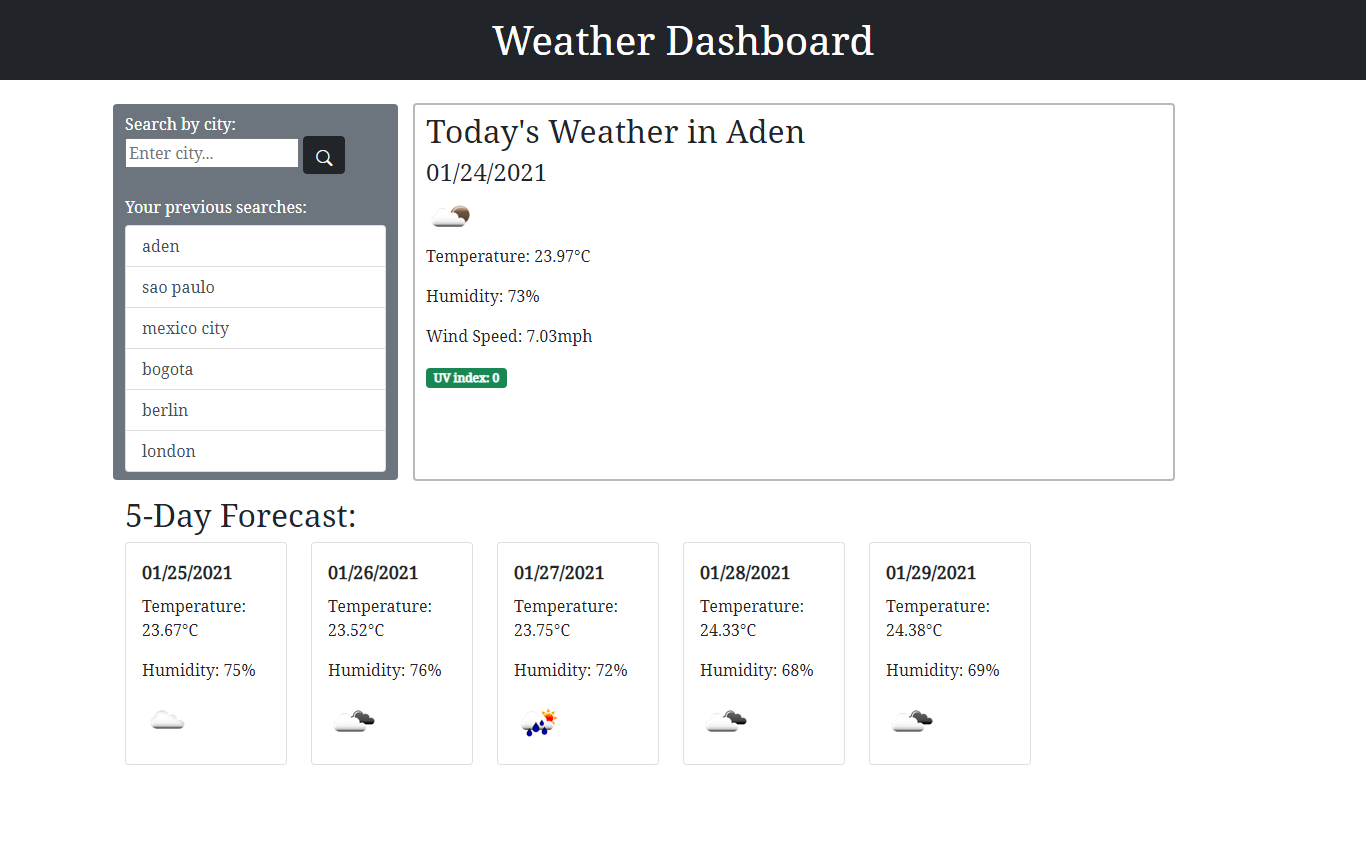 Weather Dashboard
Search by city:
Enter city...
Your previous searches:
aden
sao paulo
mexico city
bogota
berlin
london
Today's Weather in Aden
01/24/2021
Temperature: 23.97°C
Humidity: 73%
Wind Speed: 7.03mph
UV index: 0
5-Day Forecast:
01/25/2021
Temperature:
23.67°C
Humidity: 75%
01/26/2021
Temperature:
23.52°C
Humidity: 76%
01/27/2021
Temperature:
23.75°C
Humidity: 72%
01/28/2021
Temperature:
24.33°C
Humidity: 68%
01/29/2021
Temperature:
24.38°C
Humidity: 69%